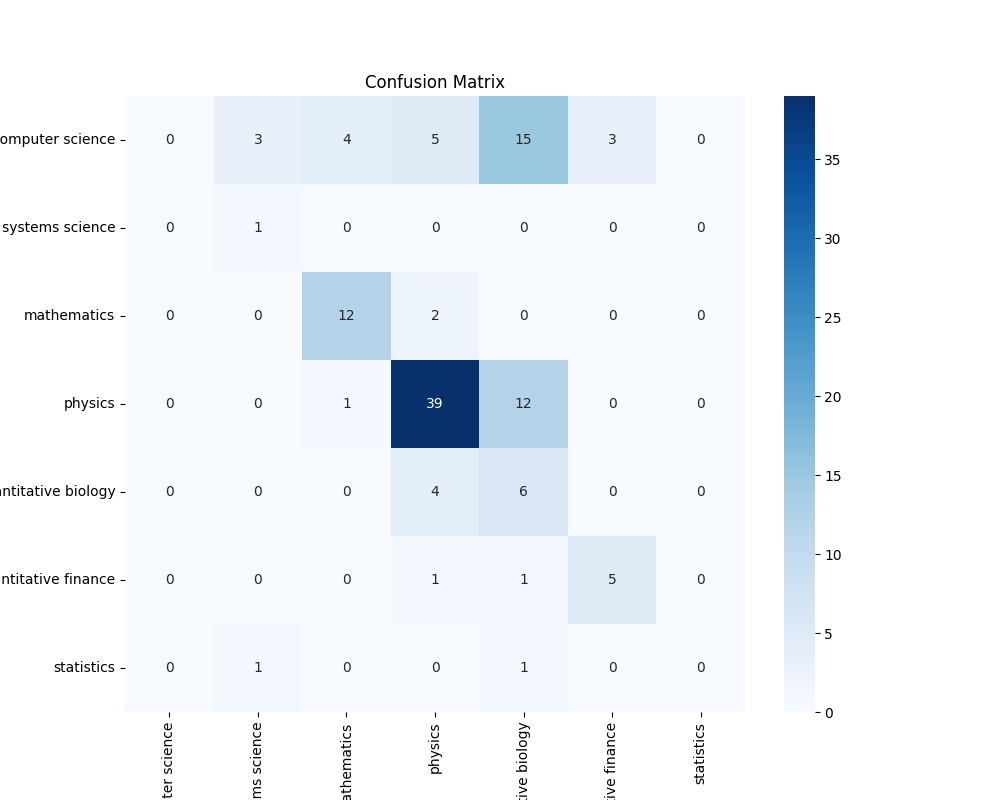 Confusion Matrix
omputer science 0 3 4 5 15 3 0
systems science 0 1 0 0 0 0 0
mathematics 0 0 12 2 0 0 0
physics 0 0 1 39 12 0 0
ntitative biology 0 0 0 4 6 0 0
ntitative finance 0 0 0 1 1 5 0
statistics 0 1 0 0 1 0 0
ter science
ms science
athematics
physics
tive biology
ive finance
statistics
35
30
25
20
15
10
5
0